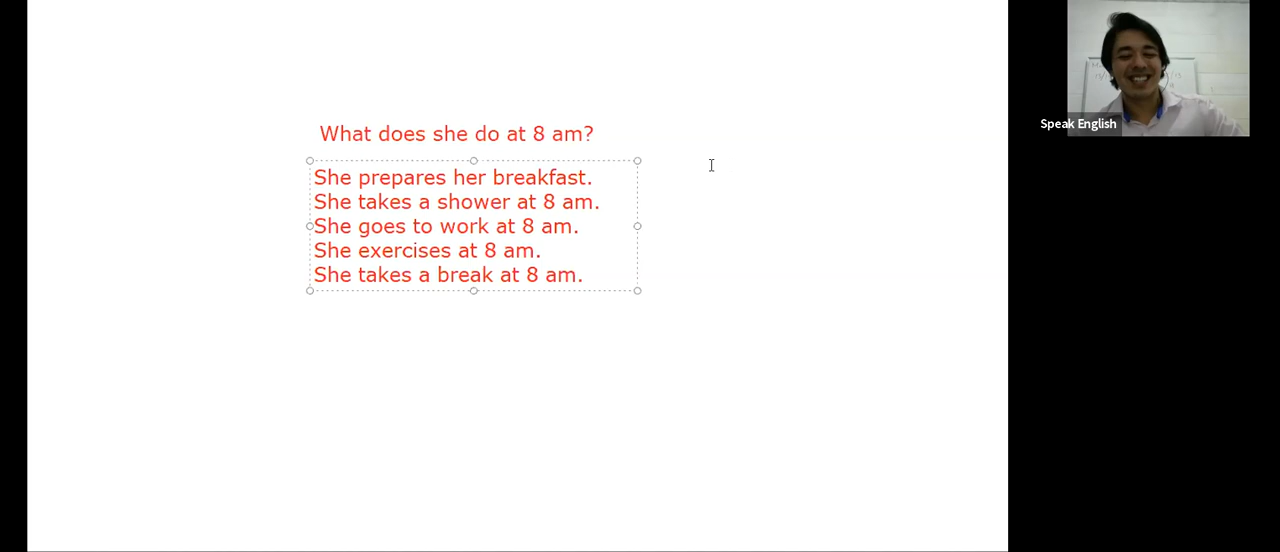 What does she do at 8 am?
She prepares her breakfast.
She takes a shower at 8 am.
She goes to work at 8 am.
She exercises at 8 am.
She takes a break at 8 am.
Speak English